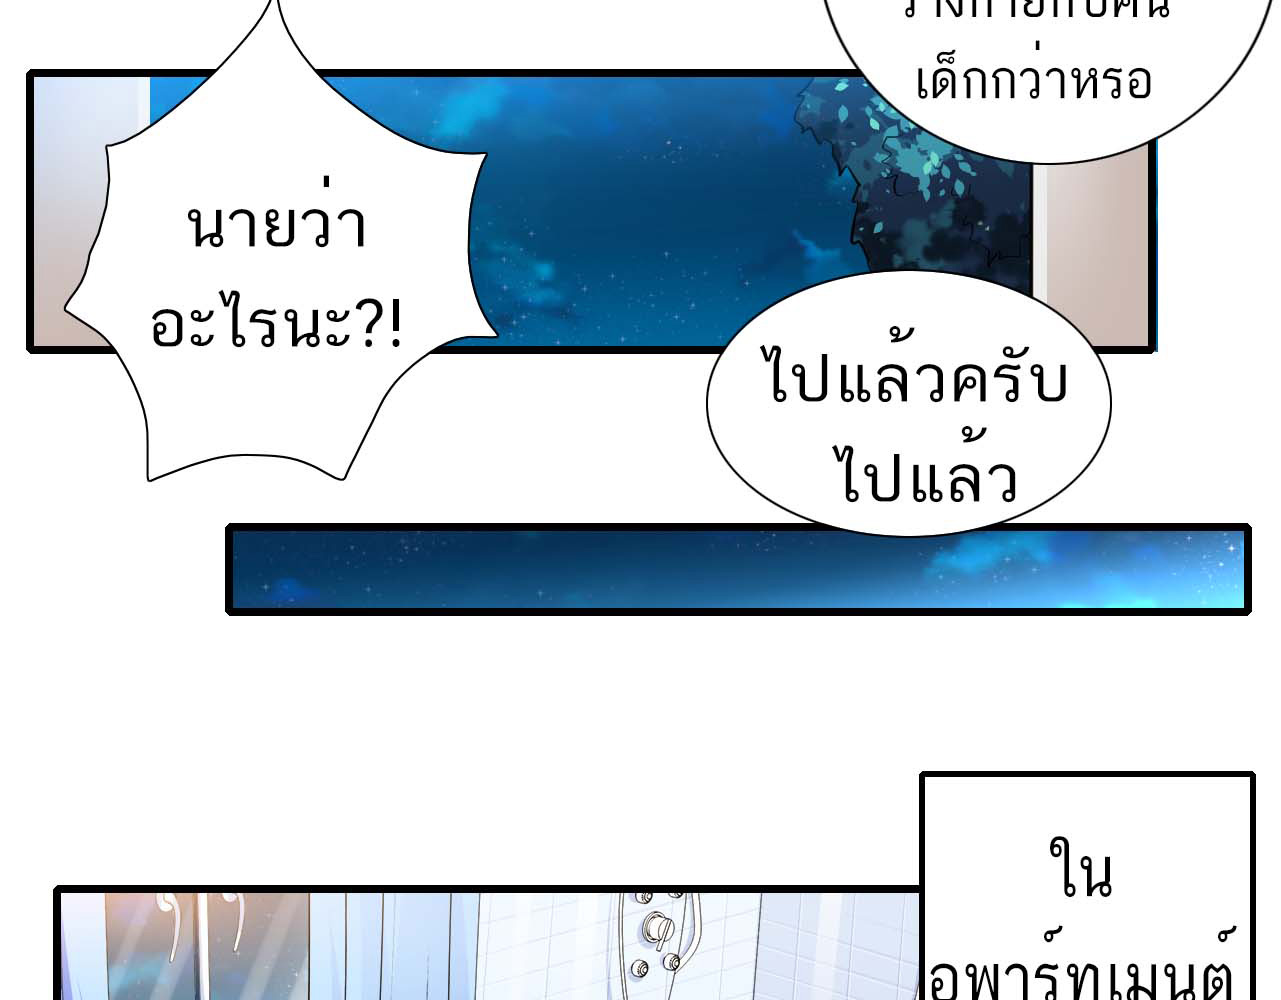 เด็กกว่าหรอ
นายว่า
อะไรนะ?!
ไปแล้วครับ
ไปแล้ว
ใน
อพาร์ทเมนต์